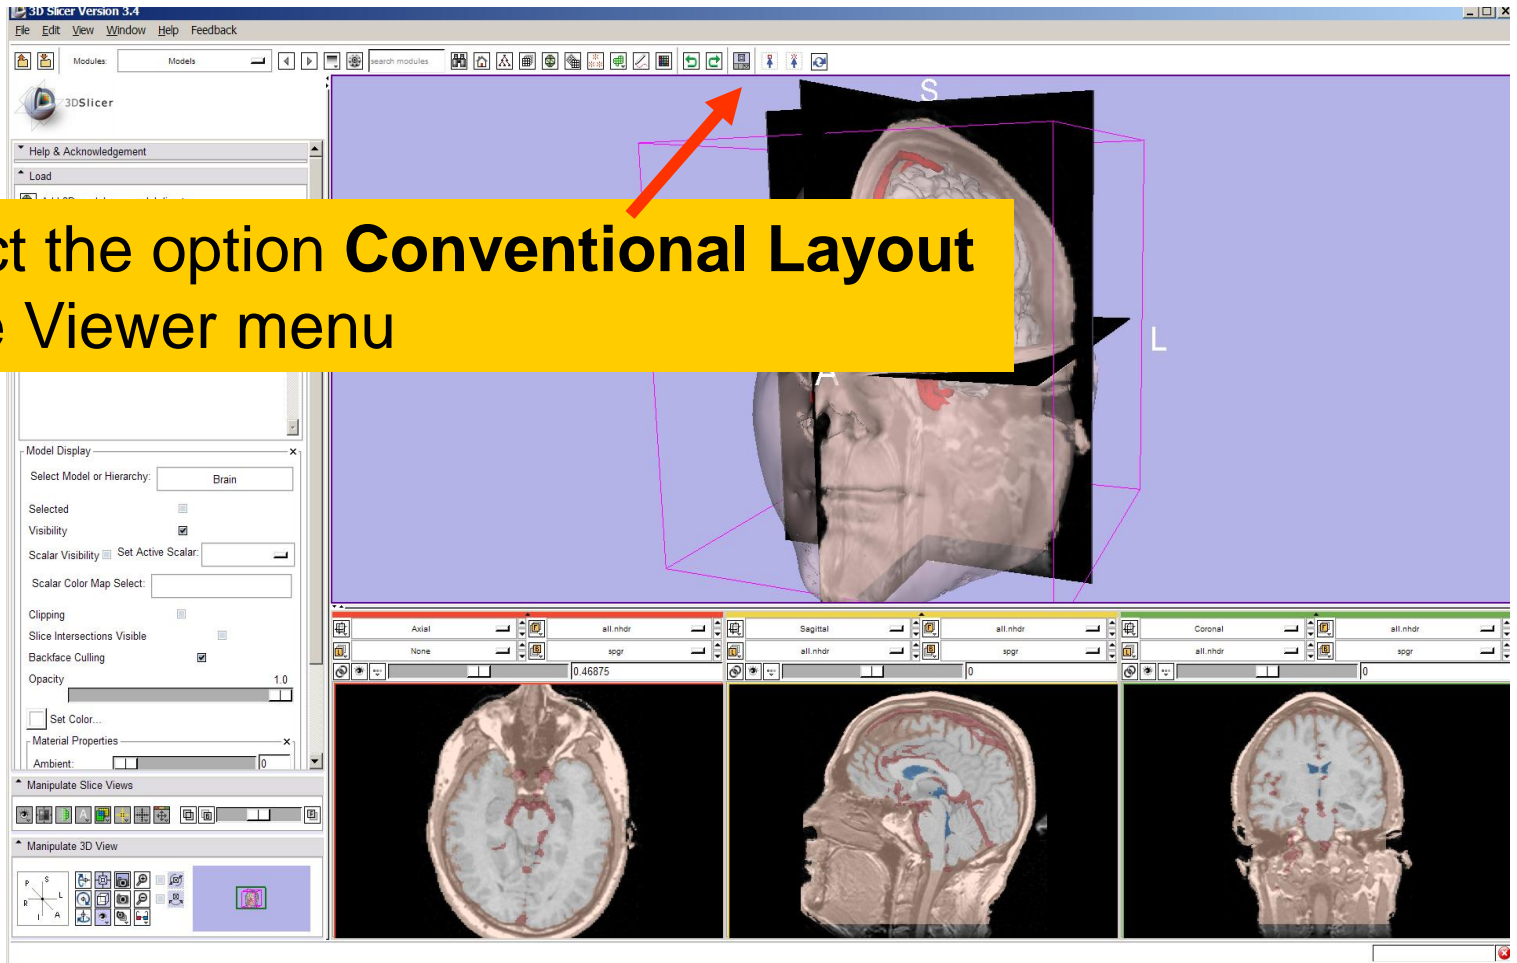 3D Slicer Version 3.4
File Edit View Window Help Feedback
Modules: Models search modules
3DSlicer
Help & Acknowledgement
Load
ct the option Conventional Layout
e Viewer menu
S
L
A
Model Display
Select Model or Hierarchy: Brain
Selected
Visibility
Scalar Visibility Set Active Scalar:
Scalar Color Map Select:
Clipping
Slice Intersections Visible
Backface Culling
Opacity 1.0
Set Color...
Material Properties
Ambient: 0
Manipulate Slice Views
Manipulate 3D View
P S
R L
I A
Axial all.nhdr
None spgr
0.46875
Sagittal all.nhdr
all.nhdr spgr
0
Coronal all.nhdr
all.nhdr spgr
0